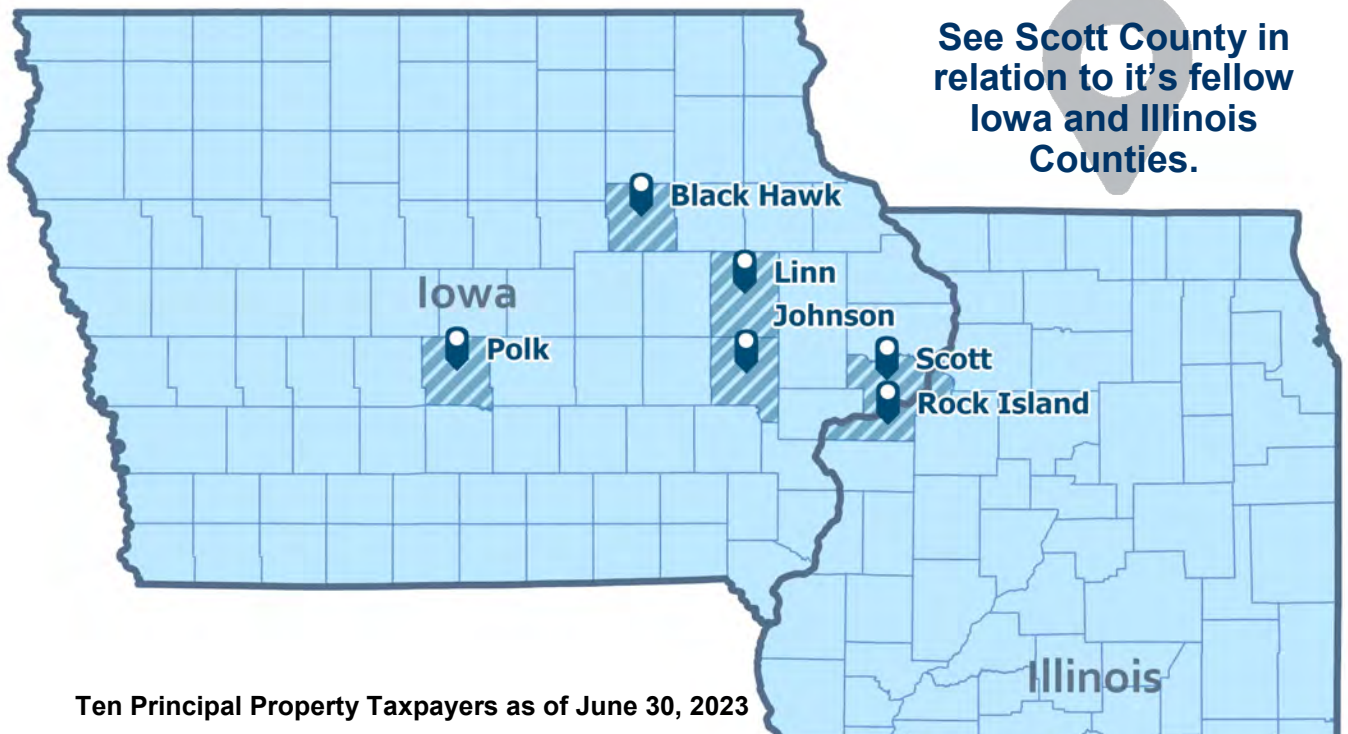 See Scott County in
relation to it’s fellow
Iowa and Illinois
Counties.
Black Hawk
Linn
Iowa
Johnson
Polk
Scott
Rock Island
Illinois
Ten Principal Property Taxpayers as of June 30, 2023